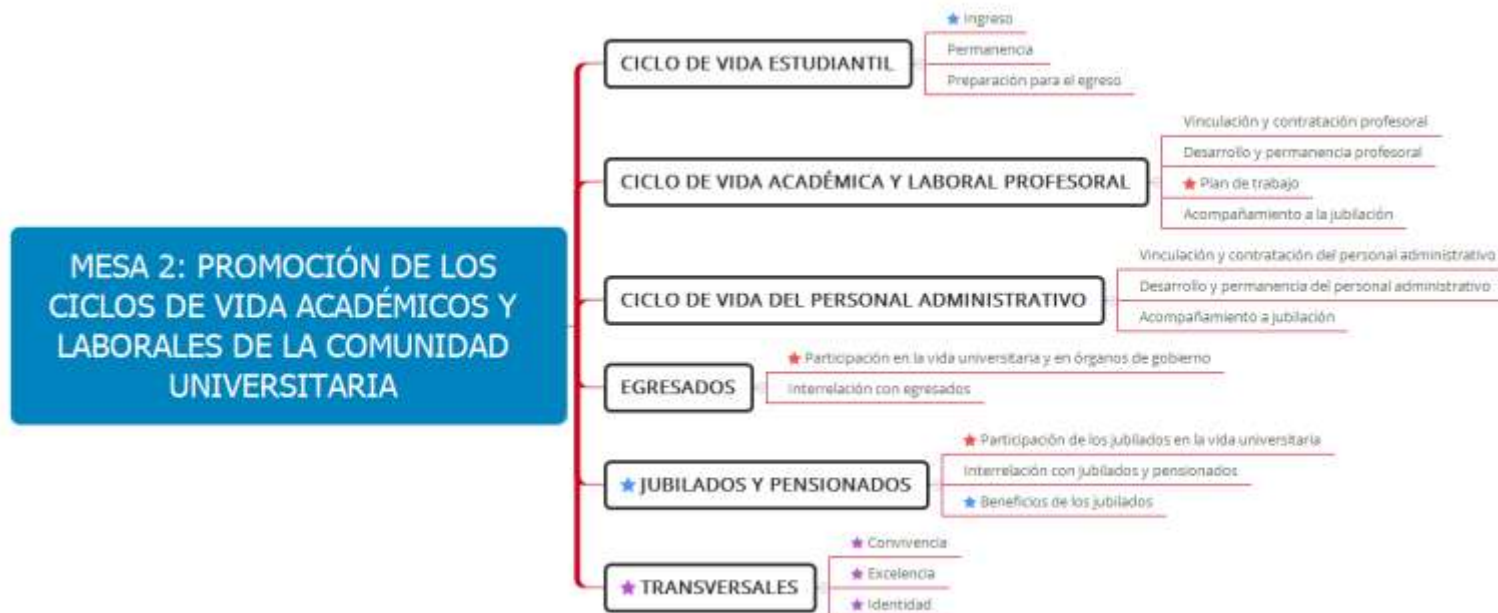 MESA 2: PROMOCIÓN DE LOS
CICLOS DE VIDA ACADÉMICOS Y
LABORALES DE LA COMUNIDAD
UNIVERSITARIA
CICLO DE VIDA ESTUDIANTIL
Ingreso
Permanencia
Preparación para el egreso
CICLO DE VIDA ACADÉMICA Y LABORAL PROFESORAL
Vinculación y contratación profesoral
Desarrollo y permanencia profesoral
Plan de trabajo
Acompañamiento a la jubilación
CICLO DE VIDA DEL PERSONAL ADMINISTRATIVO
Vinculación y contratación del personal administrativo
Desarrollo y permanencia del personal administrativo
Acompañamiento a jubilación
EGRESADOS
Participación en la vida universitaria y en órganos de gobierno
Interrelación con egresados
JUBILADOS Y PENSIONADOS
Participación de los jubilados en la vida universitaria
Interrelación con jubilados y pensionados
Beneficios de los jubilados
TRANSVERSALES
Convivencia
Excelencia
Identidad